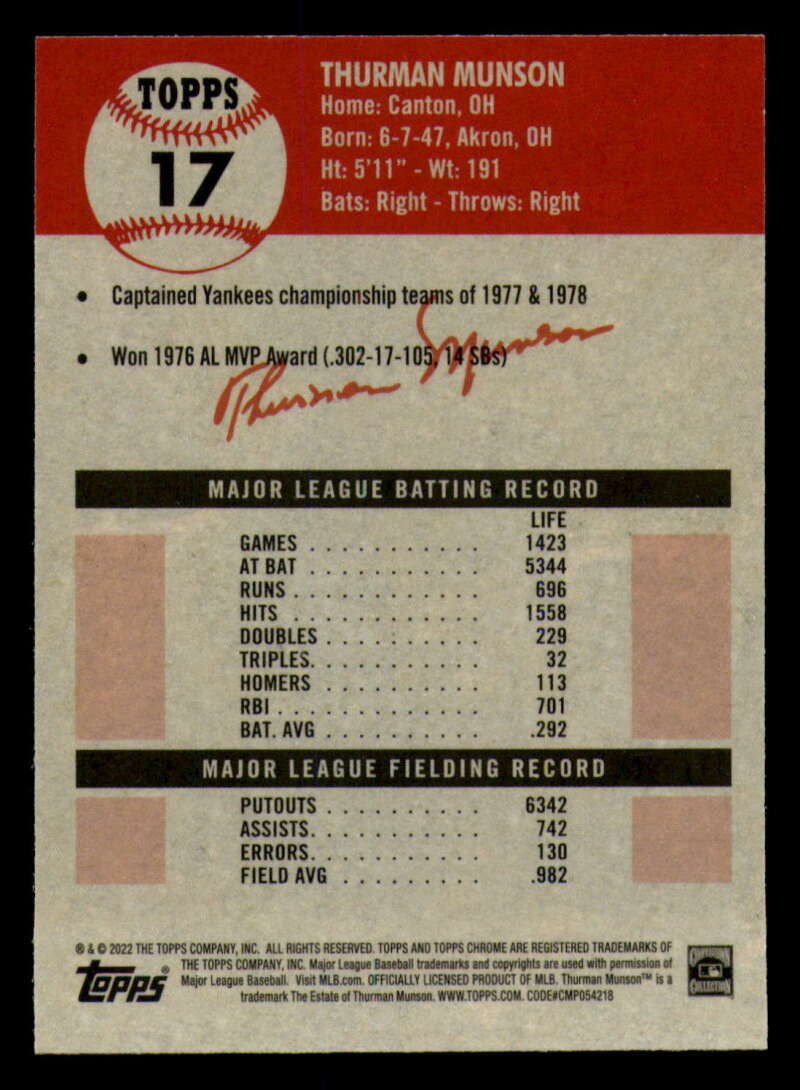 TOPPS
17
THURMAN MUNSON
Home: Canton, OH
Born: 6-7-47, Akron, OH
Ht: 5'11" - Wt: 191
Bats: Right - Throws: Right
• Captained Yankees championship teams of 1977 & 1978
• Won 1976 AL MVP Award (.302-17-105, 14 SBs)
Thurman Munson
MAJOR LEAGUE BATTING RECORD
LIFE
GAMES . . . . . . . . . . . 1423
AT BAT . . . . . . . . . . . 5344
RUNS . . . . . . . . . . . . 696
HITS . . . . . . . . . . . . 1558
DOUBLES . . . . . . . . . . 229
TRIPLES. . . . . . . . . . . 32
HOMERS . . . . . . . . . . 113
RBI . . . . . . . . . . . . . 701
BAT. AVG . . . . . . . . . . .292
MAJOR LEAGUE FIELDING RECORD
PUTOUTS . . . . . . . . . . 6342
ASSISTS. . . . . . . . . . . 742
ERRORS. . . . . . . . . . . 130
FIELD AVG . . . . . . . . . .982
® & © 2022 THE TOPPS COMPANY, INC. ALL RIGHTS RESERVED. TOPPS AND TOPPS CHROME ARE REGISTERED TRADEMARKS OF
THE TOPPS COMPANY, INC. Major League Baseball trademarks and copyrights are used with permission of
Major League Baseball. Visit MLB.com. OFFICIALLY LICENSED PRODUCT OF MLB. Thurman Munson™ is a
trademark The Estate of Thurman Munson. WWW.TOPPS.COM. CODE#CMP054218
Topps®
COOPERSTOWN
COLLECTION